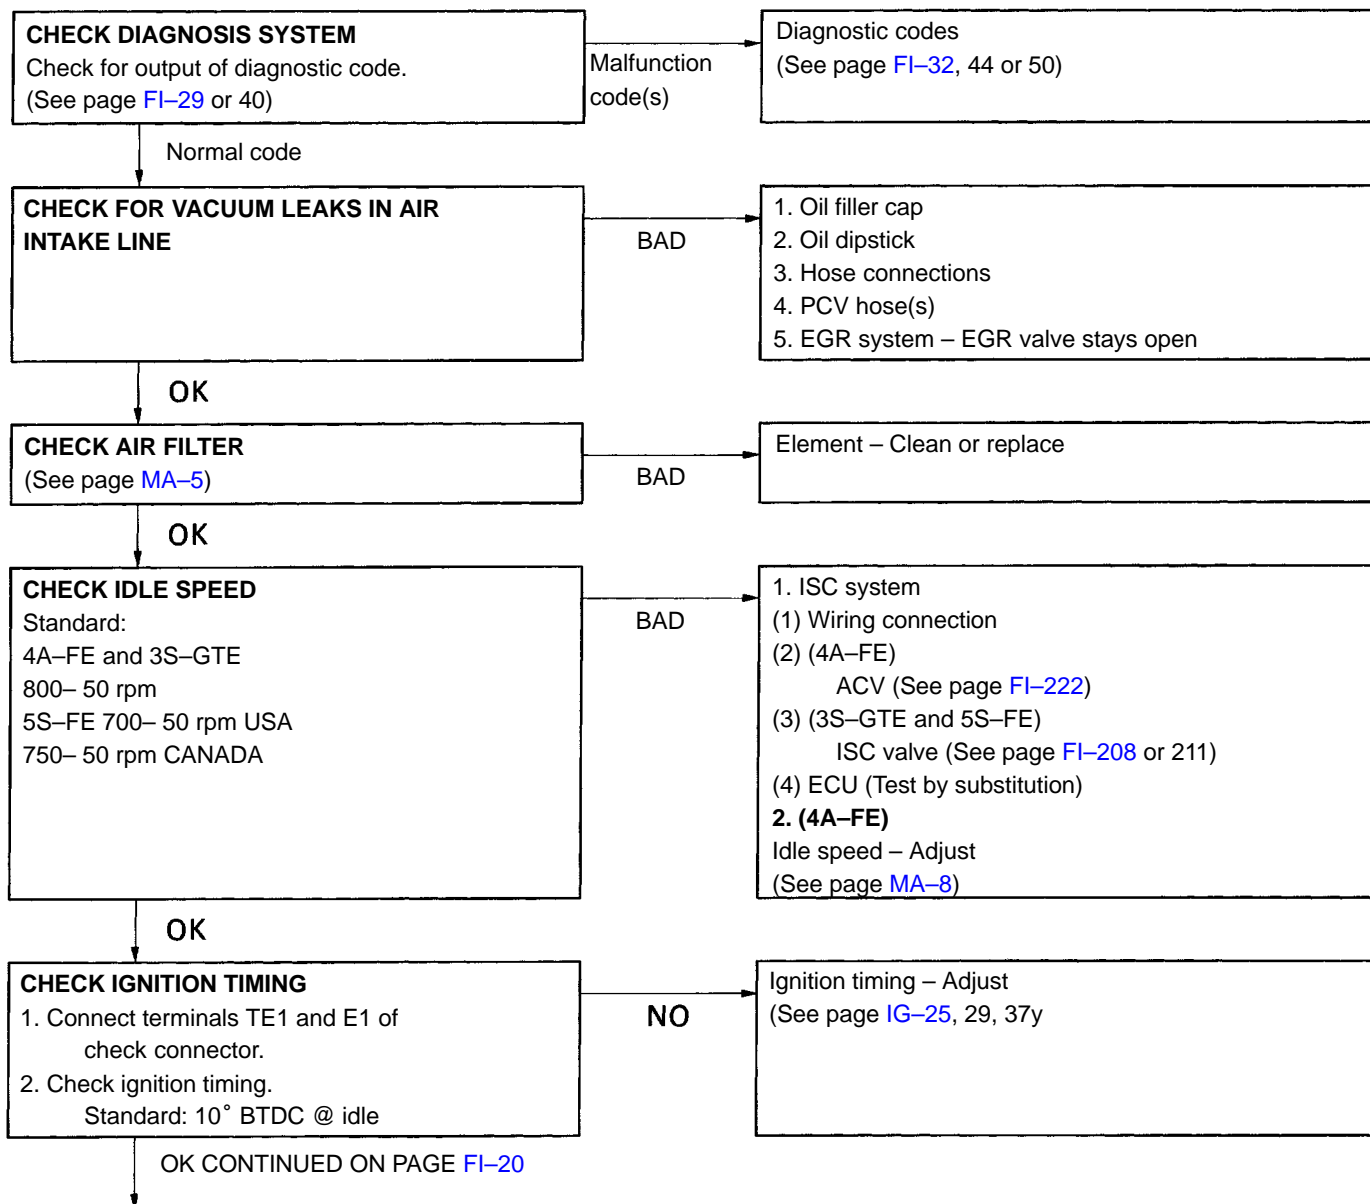 CHECK DIAGNOSIS SYSTEM
Check for output of diagnostic code.
(See page FI–29 or 40)
Malfunction
code(s)
Diagnostic codes
(See page FI–32, 44 or 50)
Normal code
CHECK FOR VACUUM LEAKS IN AIR
INTAKE LINE
BAD
1. Oil filler cap
2. Oil dipstick
3. Hose connections
4. PCV hose(s)
5. EGR system – EGR valve stays open
OK
CHECK AIR FILTER
(See page MA–5)
BAD
Element – Clean or replace
OK
CHECK IDLE SPEED
Standard:
4A–FE and 3S–GTE
800– 50 rpm
5S–FE 700– 50 rpm USA
750– 50 rpm CANADA
BAD
1. ISC system
(1) Wiring connection
(2) (4A–FE)
ACV (See page FI–222)
(3) (3S–GTE and 5S–FE)
ISC valve (See page FI–208 or 211)
(4) ECU (Test by substitution)
2. (4A–FE)
Idle speed – Adjust
(See page MA–8)
OK
CHECK IGNITION TIMING
1. Connect terminals TE1 and E1 of
check connector.
2. Check ignition timing.
Standard: 10° BTDC @ idle
NO
Ignition timing – Adjust
(See page IG–25, 29, 37y
OK CONTINUED ON PAGE FI–20